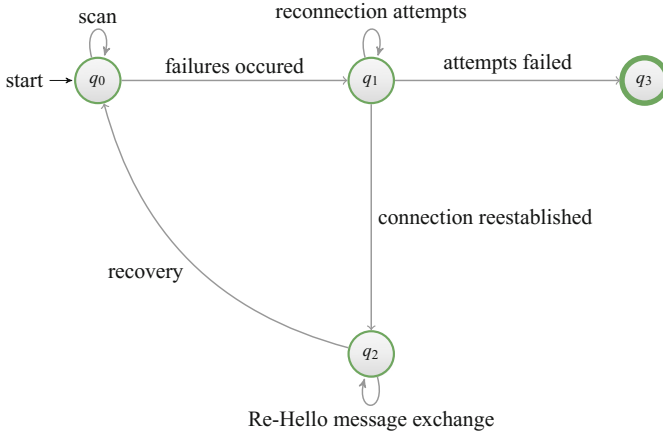 scan
reconnection attempts
start
q0
failures occured
q1
attempts failed
q3
connection reestablished
recovery
q2
Re-Hello message exchange